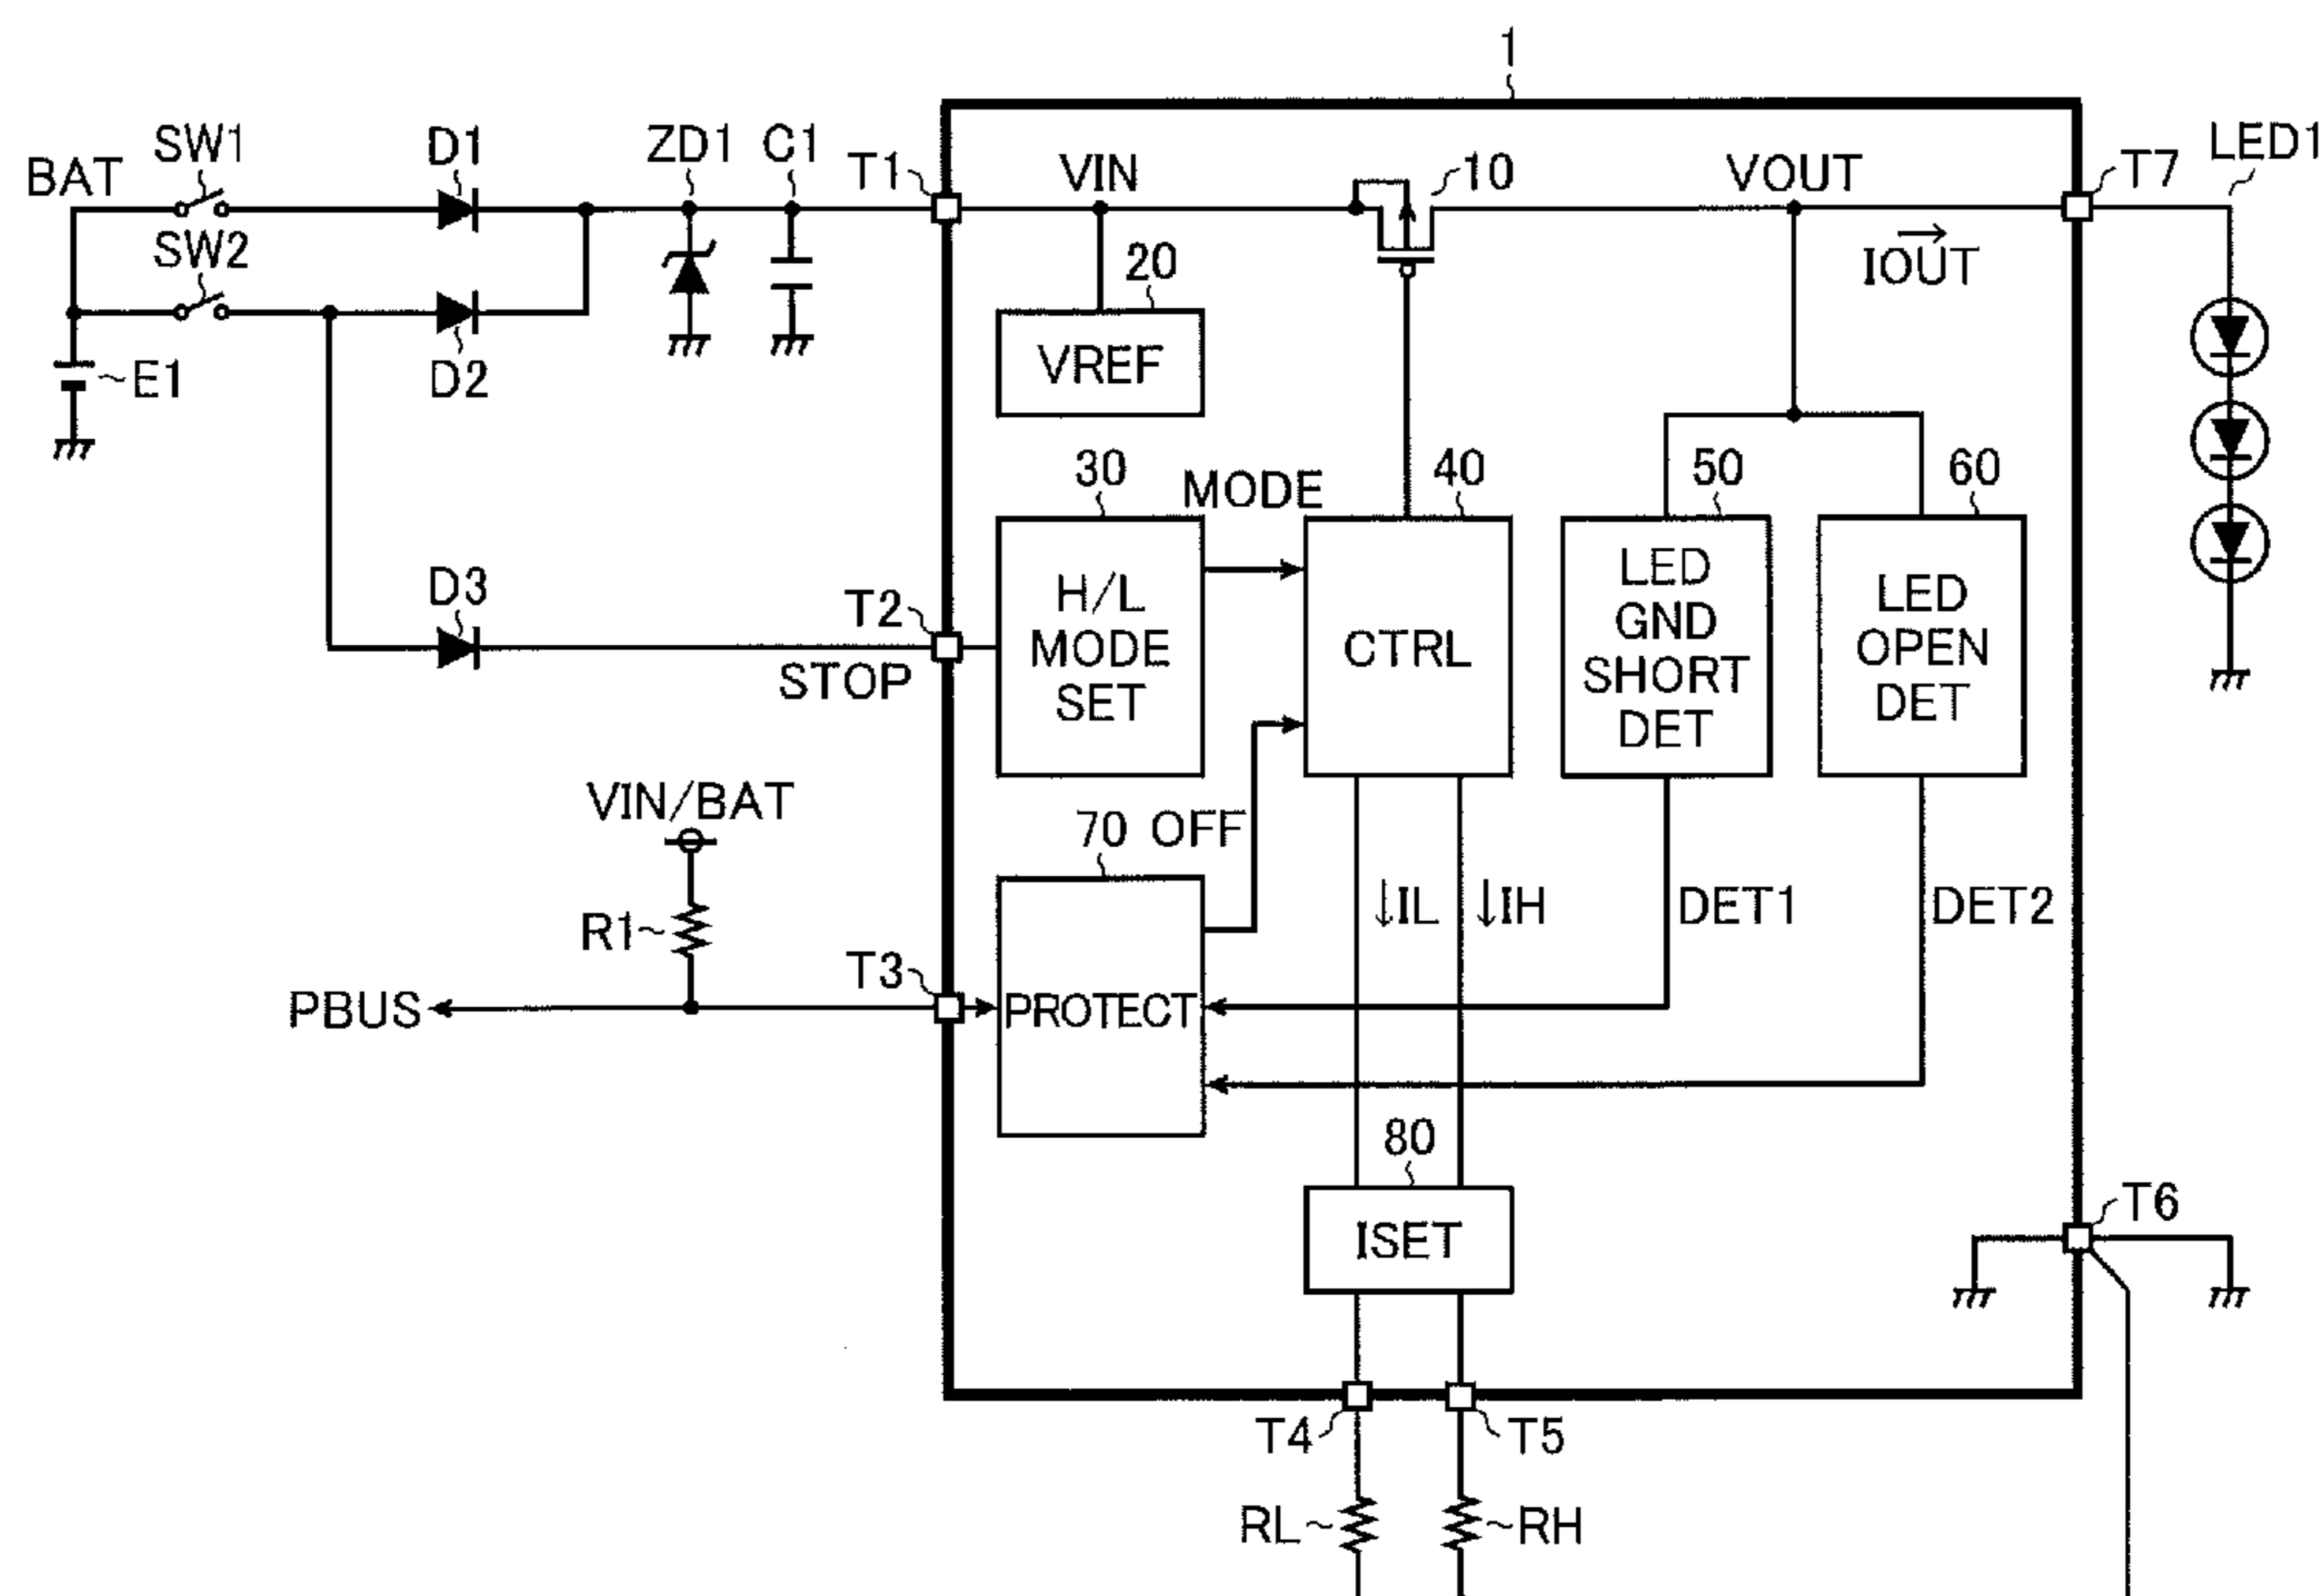 1
SW1
D1
ZD1
C1
T1
VIN
10
VOUT
T7
LED1
BAT
SW2
20
IOUT
E1
D2
VREF
30
MODE
40
50
60
D3
T2
STOP
H/L
MODE
SET
CTRL
LED
GND
SHORT
DET
LED
OPEN
DET
VIN/BAT
70 OFF
R1
IL
IH
DET1
DET2
T3
PBUS
PROTECT
80
T6
ISET
T4
T5
RL
RH